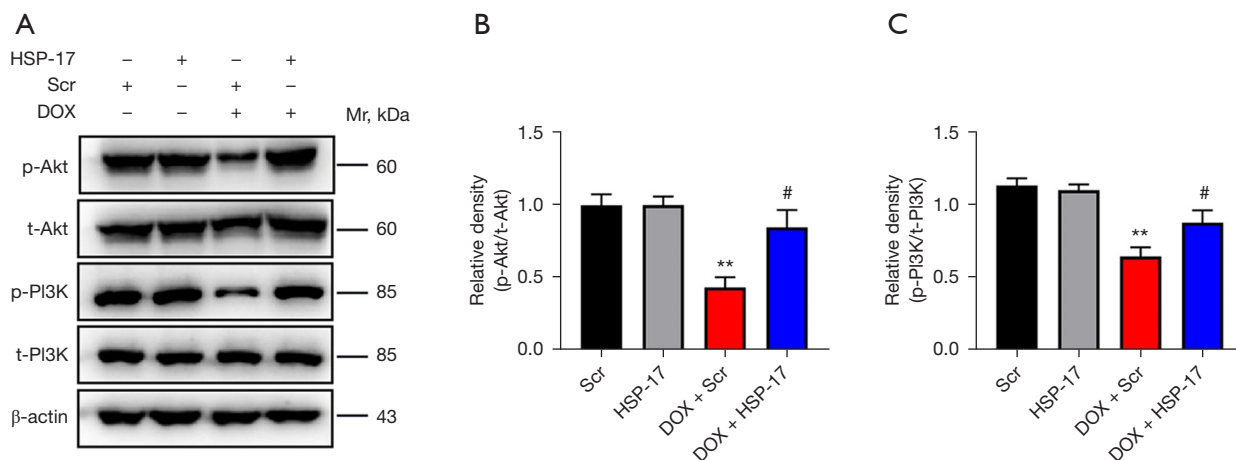 A
HSP-17 – + – +
Scr + – + –
DOX – – + + Mr, kDa
p-Akt 60
t-Akt 60
p-PI3K 85
t-PI3K 85
β-actin 43
B
Relative density
(p-Akt/t-Akt)
1.5
1.0
0.5
0.0
**
#
Scr
HSP-17
DOX + Scr
DOX + HSP-17
C
Relative density
(p-PI3K/t-PI3K)
1.5
1.0
0.5
0.0
**
#
Scr
HSP-17
DOX + Scr
DOX + HSP-17